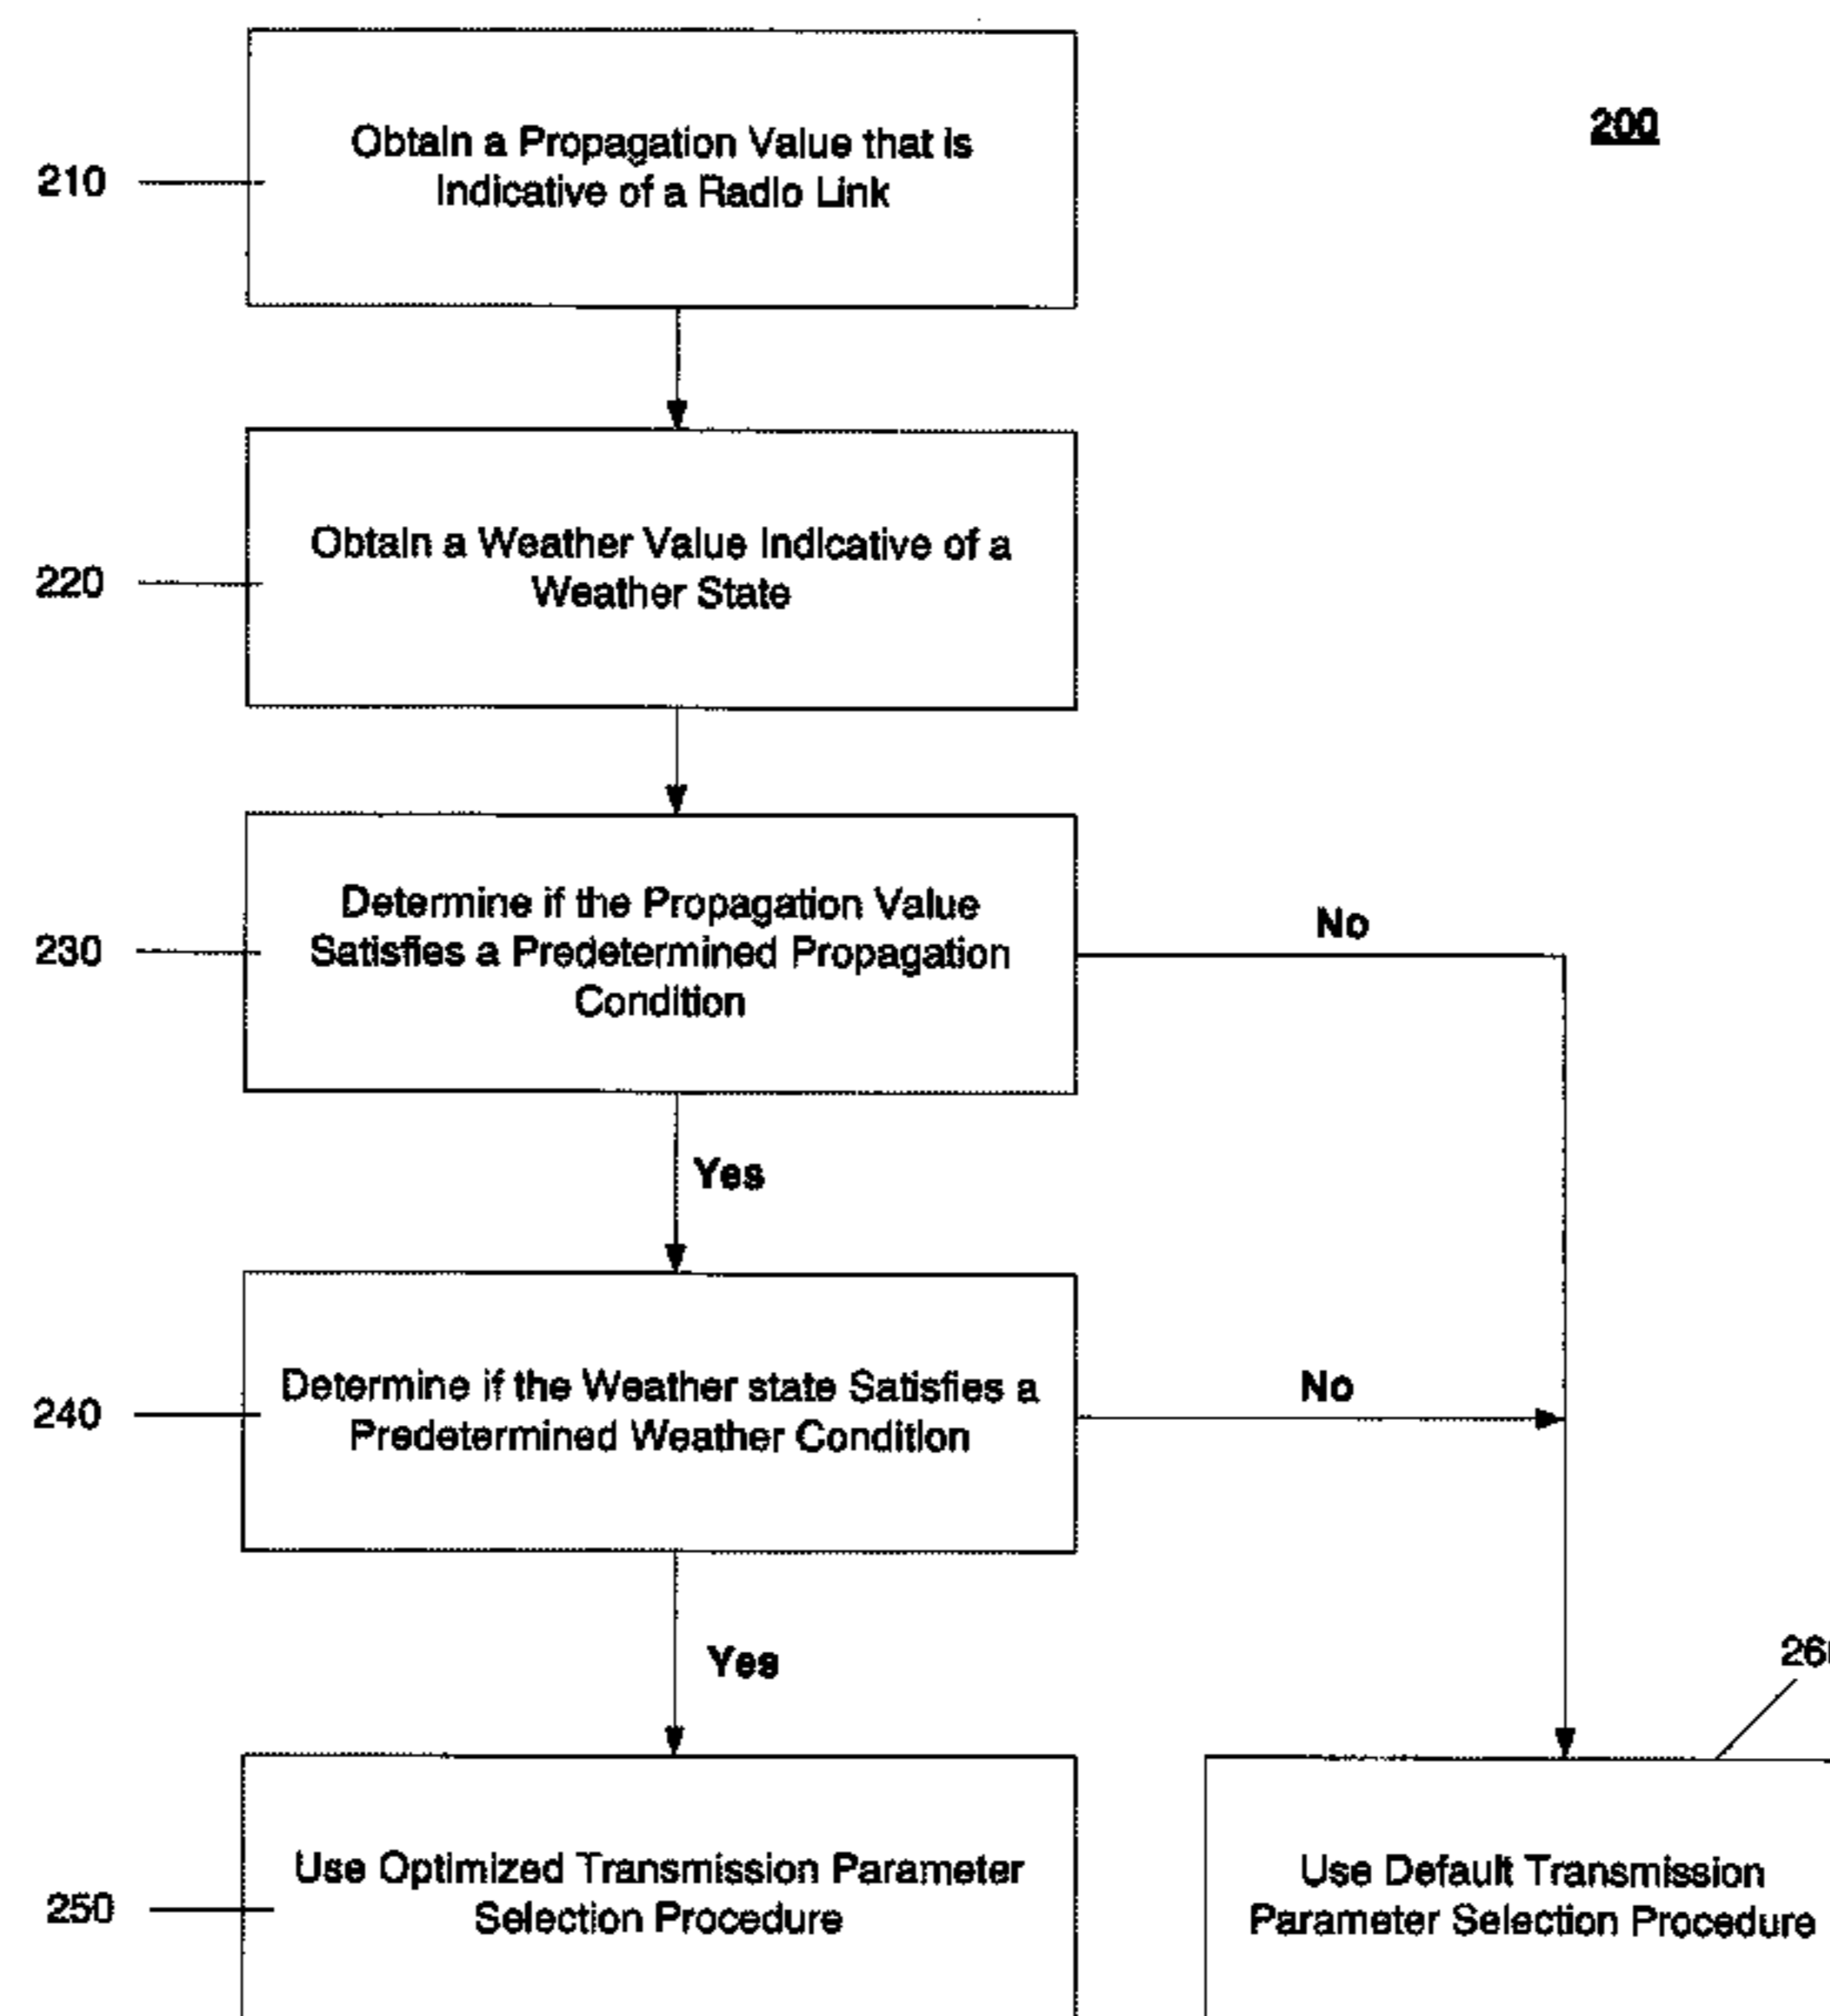 200
210
Obtain a Propagation Value that is
Indicative of a Radio Link
220
Obtain a Weather Value Indicative of a
Weather State
230
Determine if the Propagation Value
Satisfies a Predetermined Propagation
Condition
No
Yes
240
Determine if the Weather state Satisfies a
Predetermined Weather Condition
No
Yes
250
Use Optimized Transmission Parameter
Selection Procedure
Use Default Transmission
Parameter Selection Procedure